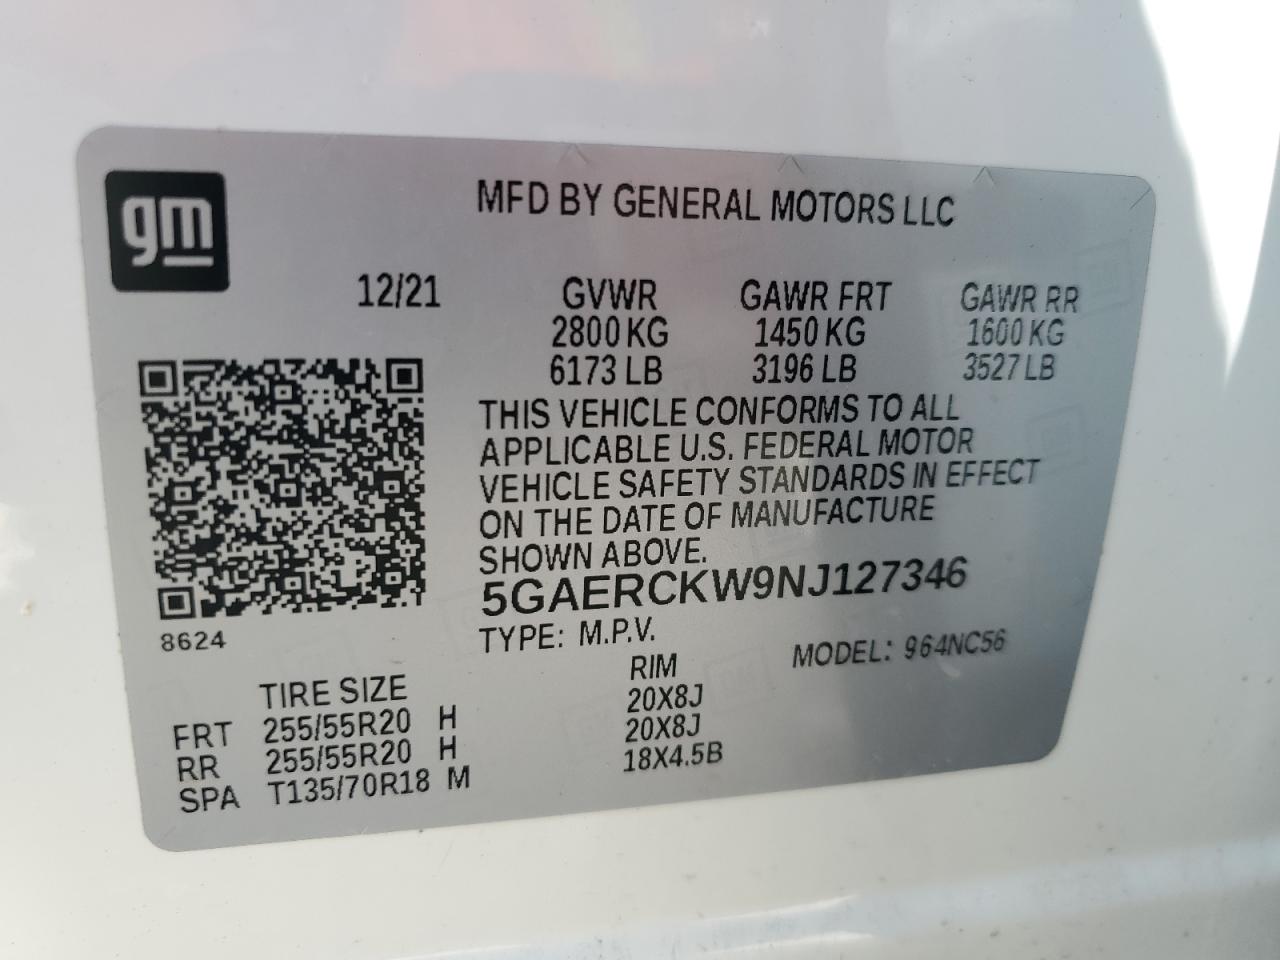 gm
MFD BY GENERAL MOTORS LLC
12/21 GVWR GAWR FRT GAWR RR
2800 KG 1450 KG 1600 KG
6173 LB 3196 LB 3527 LB
THIS VEHICLE CONFORMS TO ALL
APPLICABLE U.S. FEDERAL MOTOR
VEHICLE SAFETY STANDARDS IN EFFECT
ON THE DATE OF MANUFACTURE
SHOWN ABOVE.
5GAERCKW9NJ127346
8624
TYPE: M.P.V. MODEL: 964NC56
TIRE SIZE RIM
FRT 255/55R20 H 20X8J
RR 255/55R20 H 20X8J
SPA T135/70R18 M 18X4.5B